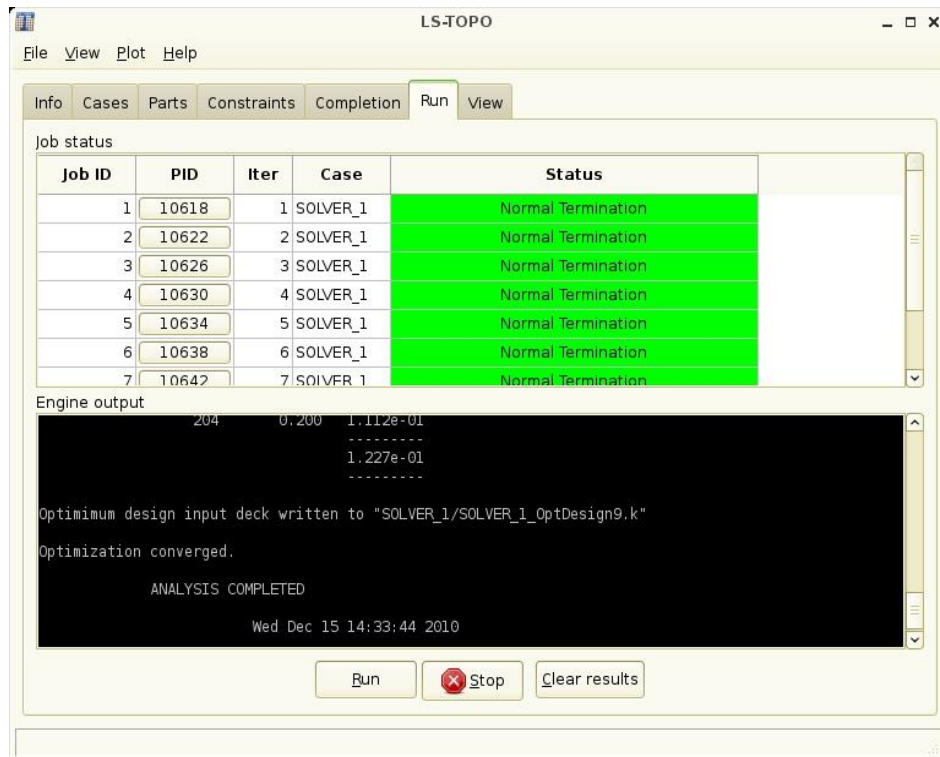 LS-TOPO
File View Plot Help
Info Cases Parts Constraints Completion Run View
Job status
Job ID PID Iter Case Status
1 10618 1 SOLVER_1 Normal Termination
2 10622 2 SOLVER_1 Normal Termination
3 10626 3 SOLVER_1 Normal Termination
4 10630 4 SOLVER_1 Normal Termination
5 10634 5 SOLVER_1 Normal Termination
6 10638 6 SOLVER_1 Normal Termination
7 10642 7 SOLVER_1 Normal Termination
Engine output
204 0.200 1.112e-01
---------
1.227e-01
---------
Optimimum design input deck written to "SOLVER_1/SOLVER_1_OptDesign9.k"
Optimization converged.
ANALYSIS COMPLETED
Wed Dec 15 14:33:44 2010
Run Stop Clear results